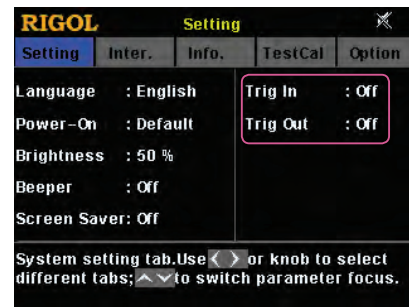 RIGOL Setting
Setting Inter. Info. TestCal Option
Language : English
Power-On : Default
Brightness : 50 %
Beeper : Off
Screen Saver: Off
Trig In : Off
Trig Out : Off
System setting tab.Use < > or knob to select
different tabs; ∧ ∨ to switch parameter focus.